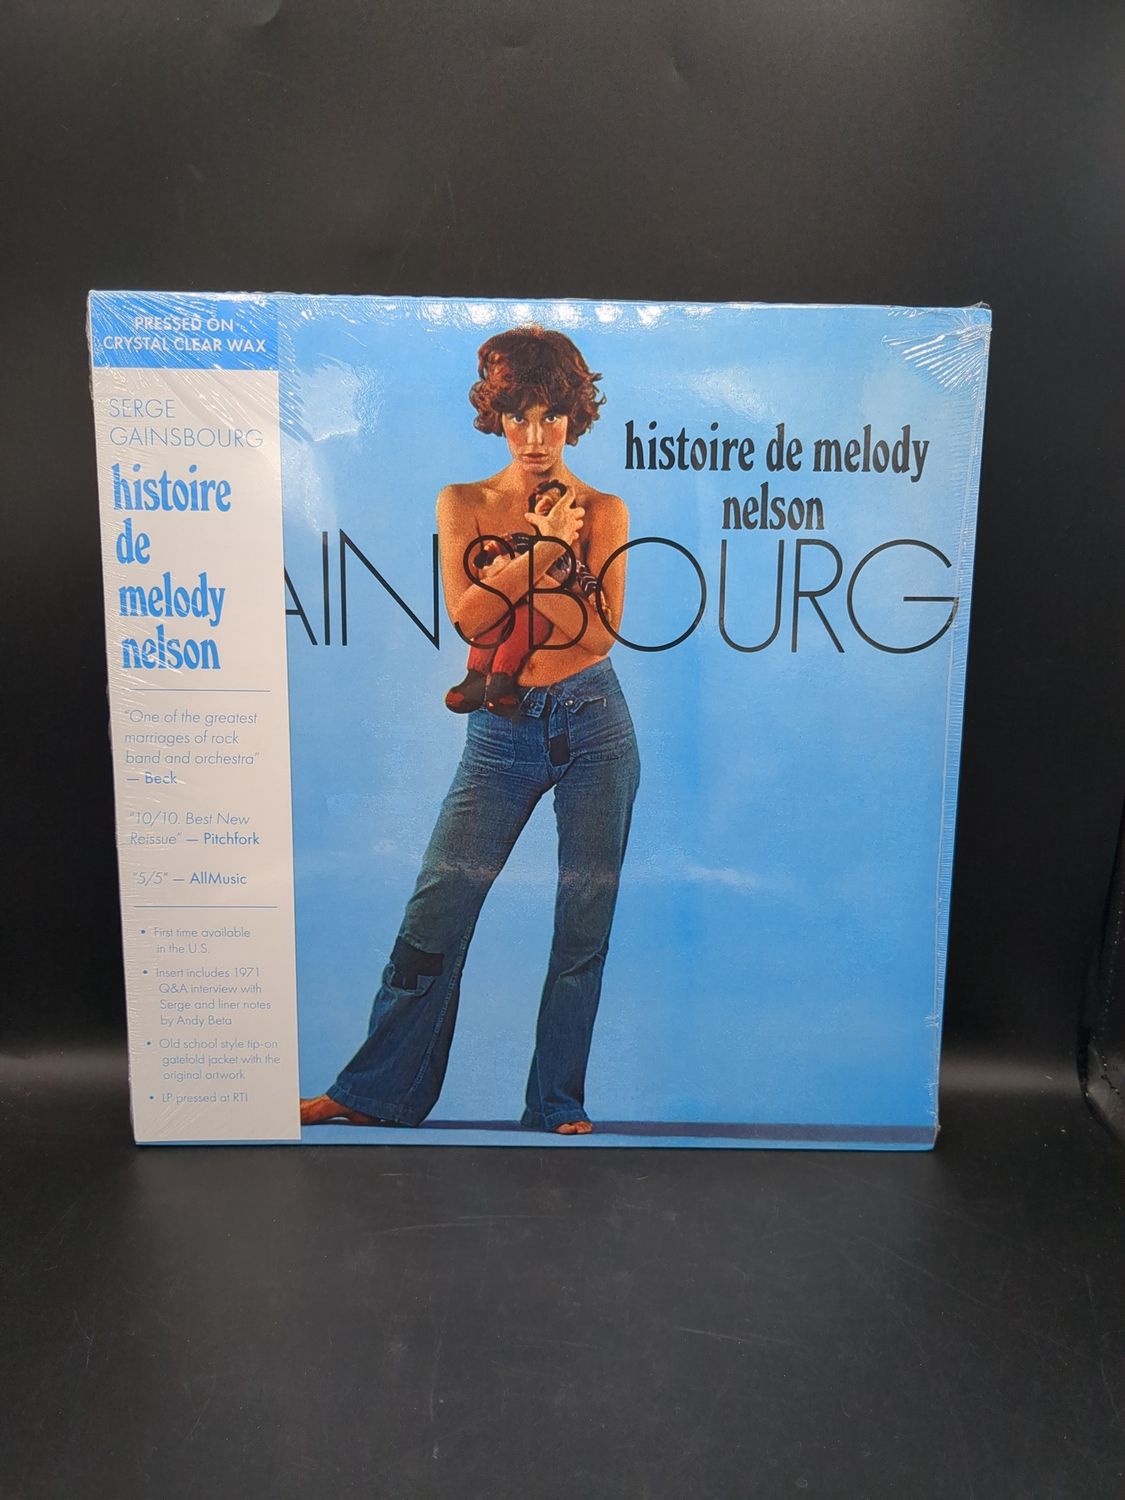 PRESSED ON
CRYSTAL CLEAR WAX
SERGE
GAINSBOURG
histoire
de
melody
nelson
"One of the greatest
marriages of rock
band and orchestra"
— Beck
"10/10. Best New
Reissue" — Pitchfork
"5/5" — AllMusic
• First time available
in the U.S.
• Insert includes 1971
Q&A interview with
Serge and liner notes
by Andy Beta
• Old school style tip-on
gatefold jacket with the
original artwork
• LP pressed at RTI
histoire de melody
nelson
AINSBOURG